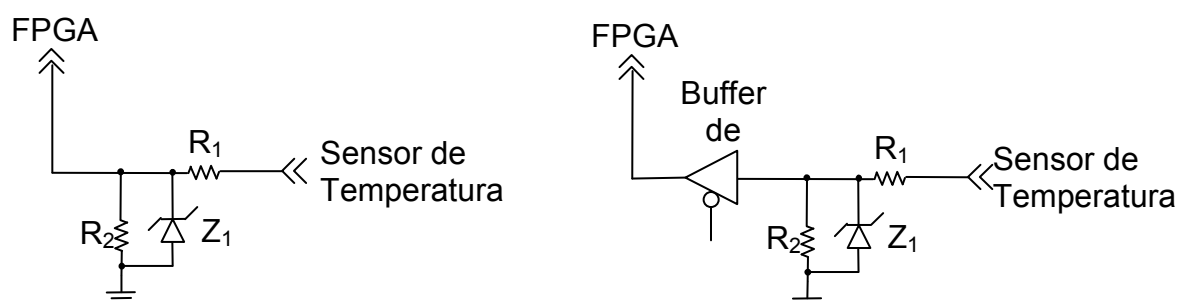 FPGA
R1
Sensor de
Temperatura
R2
Z1
FPGA
Buffer
de
R1
Sensor de
Temperatura
R2
Z1